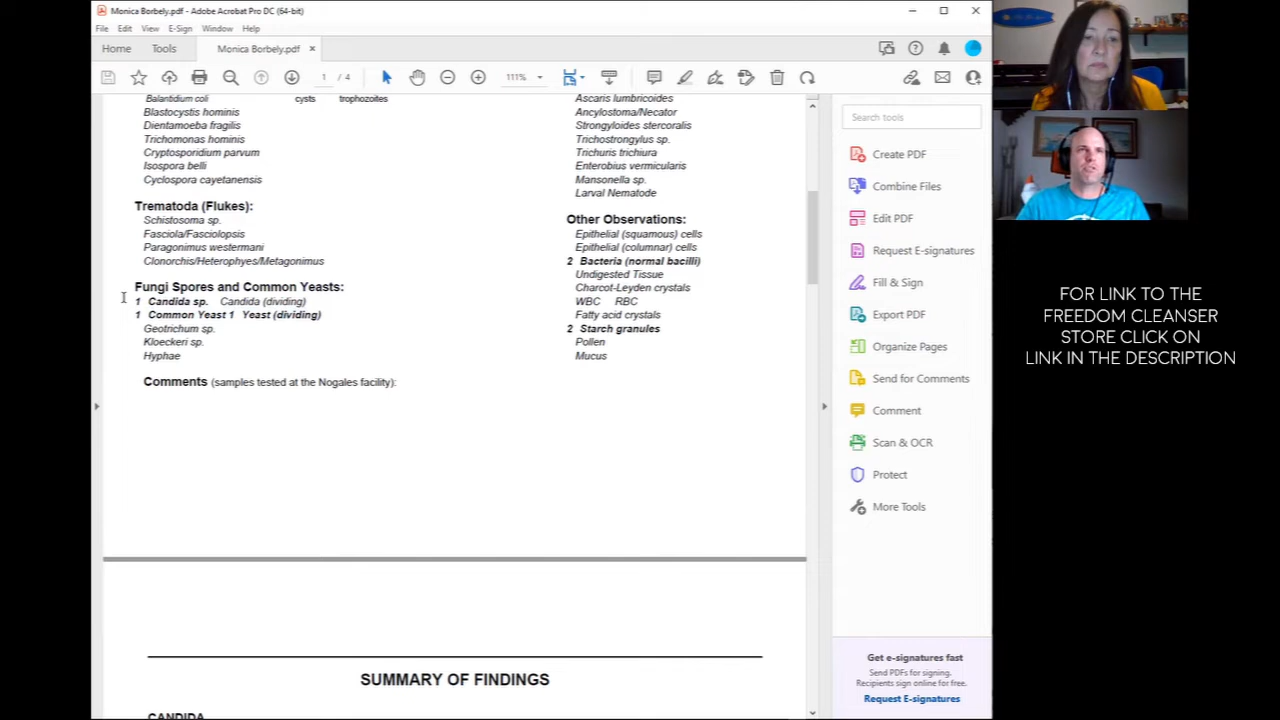 Monica Borbely.pdf - Adobe Acrobat Pro DC (64-bit)
File Edit View E-Sign Window Help
Home Tools Monica Borbely.pdf
1 / 4 111%
Balantidium coli cysts trophozoites
Blastocystis hominis
Dientamoeba fragilis
Trichomonas hominis
Cryptosporidium parvum
Isospora belli
Cyclospora cayetanensis
Trematoda (Flukes):
Schistosoma sp.
Fasciola/Fasciolopsis
Paragonimus westermani
Clonorchis/Heterophyes/Metagonimus
Fungi Spores and Common Yeasts:
1 Candida sp. Candida (dividing)
1 Common Yeast 1 Yeast (dividing)
Geotrichum sp.
Kloeckeri sp.
Hyphae
Comments (samples tested at the Nogales facility):
Ascaris lumbricoides
Ancylostoma/Necator
Strongyloides stercoralis
Trichostrongylus sp.
Trichuris trichiura
Enterobius vermicularis
Mansonella sp.
Larval Nematode
Other Observations:
Epithelial (squamous) cells
Epithelial (columnar) cells
2 Bacteria (normal bacilli)
Undigested Tissue
Charcot-Leyden crystals
WBC RBC
Fatty acid crystals
2 Starch granules
Pollen
Mucus
SUMMARY OF FINDINGS
CANDIDA
Search tools
Create PDF
Combine Files
Edit PDF
Request E-signatures
Fill & Sign
Export PDF
Organize Pages
Send for Comments
Comment
Scan & OCR
Protect
More Tools
Get e-signatures fast
Send PDFs for signing.
Recipients sign online for free.
Request E-signatures
FOR LINK TO THE
FREEDOM CLEANSER
STORE CLICK ON
LINK IN THE DESCRIPTION